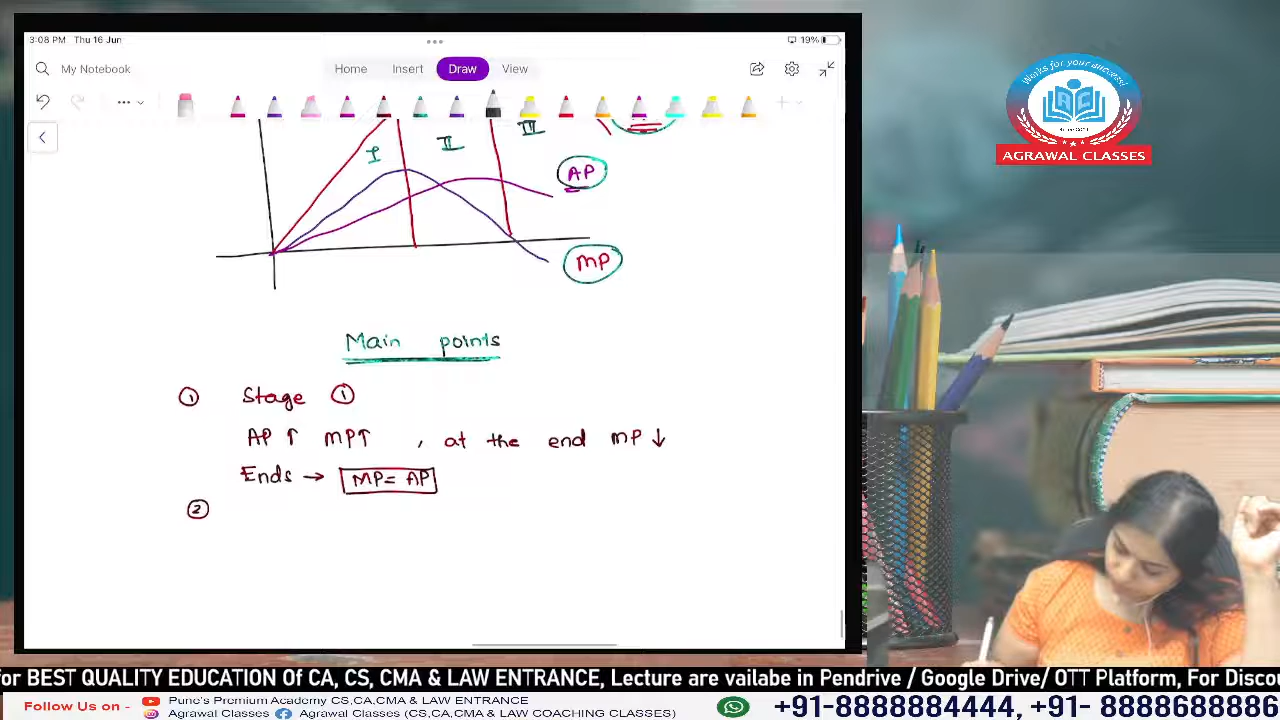 3:08 PM Thu 16 Jun
19%
My Notebook
Home Insert Draw View
Works for your success
AC
AGRAWAL CLASSES
I
II
III
AP
MP
Main points
① Stage ①
AP ↑ MP↑ , at the end MP ↓
Ends → MP= AP
②
for BEST QUALITY EDUCATION Of CA, CS, CMA & LAW ENTRANCE, Lecture are vailabe in Pendrive / Google Drive/ OTT Platform, For Discou
Follow Us on -
Pune's Premium Academy CS,CA,CMA & LAW ENTRANCE
Agrawal Classes
Agrawal Classes (CS,CA,CMA & LAW COACHING CLASSES)
+91-8888884444, +91- 8888688886